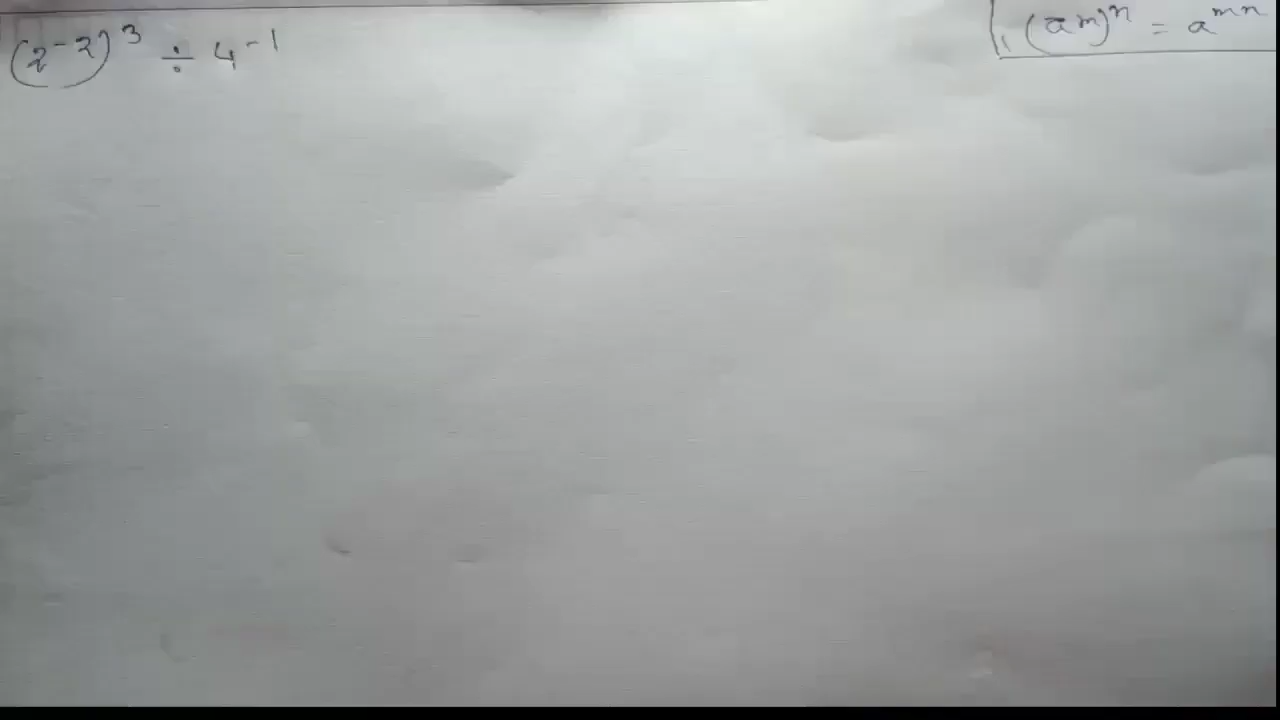 (2⁻²)³ ÷ 4⁻¹
(aᵐ)ⁿ = aᵐⁿ